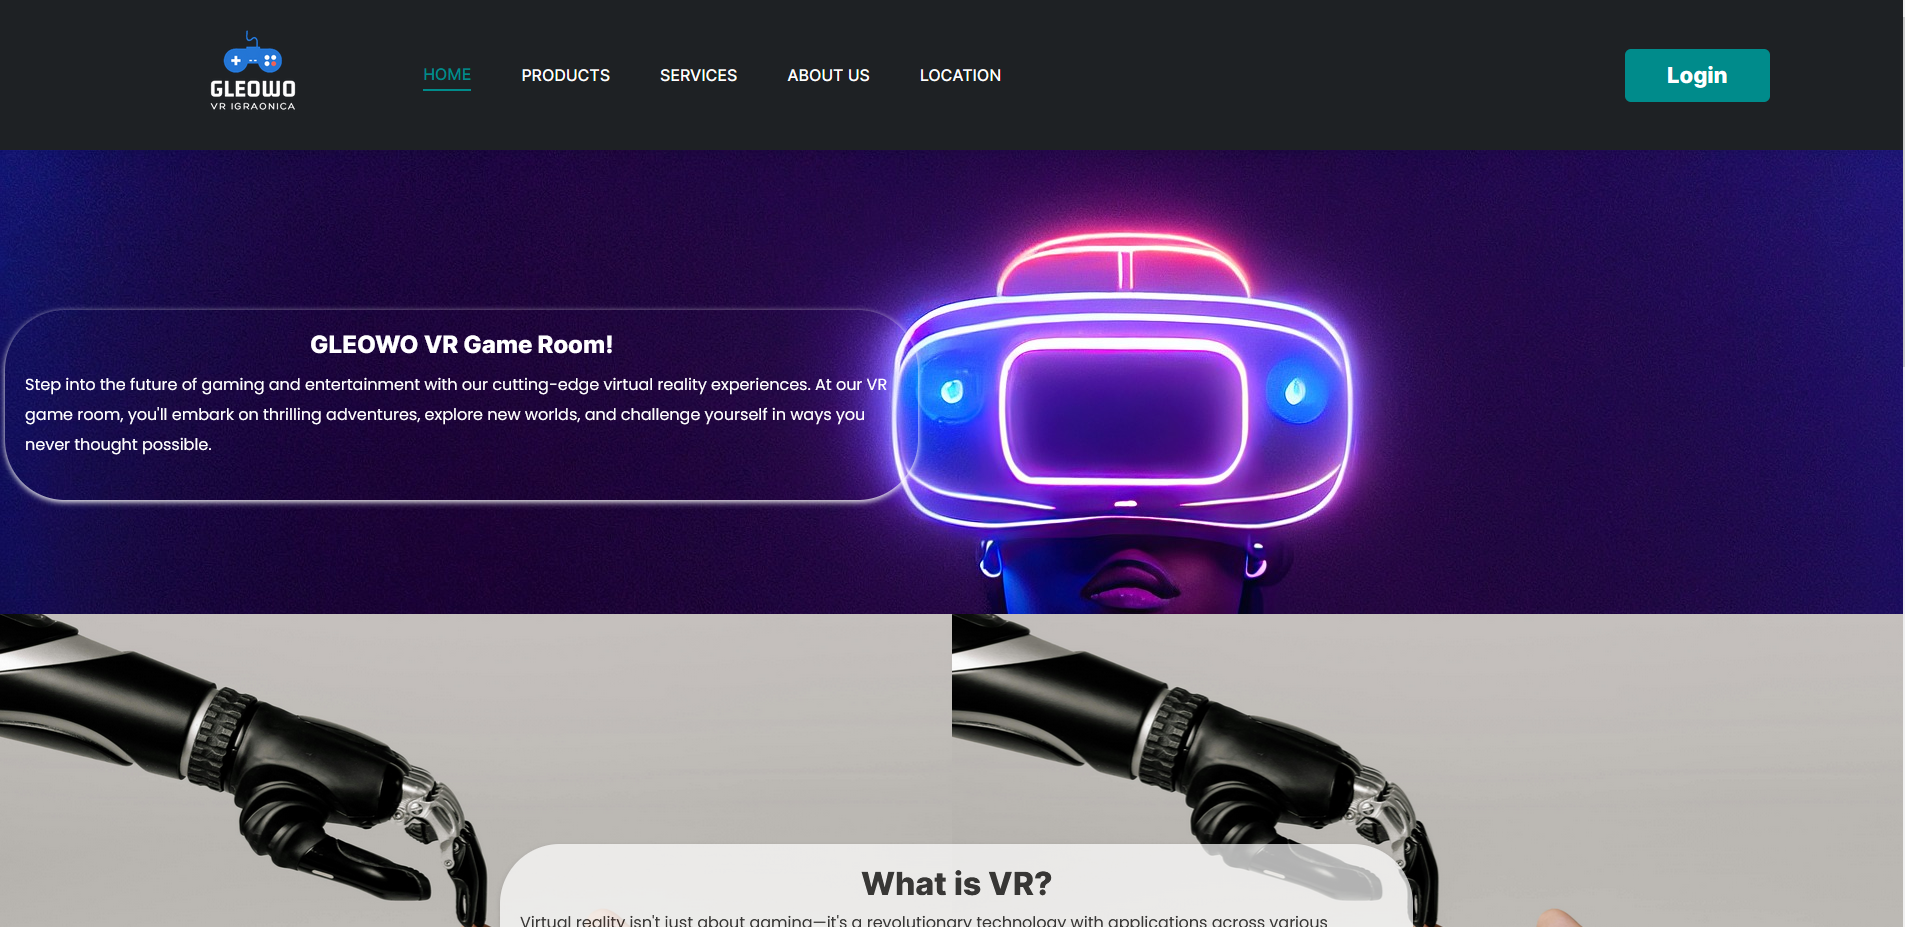 GLEOWO
VR IGRAONICA
HOME
PRODUCTS
SERVICES
ABOUT US
LOCATION
Login
GLEOWO VR Game Room!
Step into the future of gaming and entertainment with our cutting-edge virtual reality experiences. At our VR
game room, you'll embark on thrilling adventures, explore new worlds, and challenge yourself in ways you
never thought possible.
What is VR?
Virtual reality isn't just about gaming—it's a revolutionary technology with applications across various